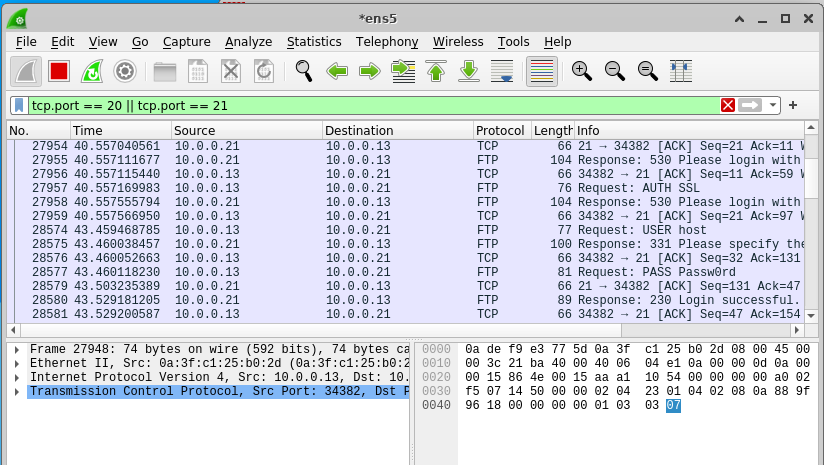 *ens5
File Edit View Go Capture Analyze Statistics Telephony Wireless Tools Help
tcp.port == 20 || tcp.port == 21
No. Time Source Destination Protocol Length Info
27954 40.557040561 10.0.0.21 10.0.0.13 TCP 66 21 → 34382 [ACK] Seq=21 Ack=11 W
27955 40.557111677 10.0.0.21 10.0.0.13 FTP 104 Response: 530 Please login with
27956 40.557115440 10.0.0.13 10.0.0.21 TCP 66 34382 → 21 [ACK] Seq=11 Ack=59 W
27957 40.557169983 10.0.0.13 10.0.0.21 FTP 76 Request: AUTH SSL
27958 40.557555794 10.0.0.21 10.0.0.13 FTP 104 Response: 530 Please login with
27959 40.557566950 10.0.0.13 10.0.0.21 TCP 66 34382 → 21 [ACK] Seq=21 Ack=97 W
28574 43.459468785 10.0.0.13 10.0.0.21 FTP 77 Request: USER host
28575 43.460038457 10.0.0.21 10.0.0.13 FTP 100 Response: 331 Please specify the
28576 43.460052663 10.0.0.13 10.0.0.21 TCP 66 34382 → 21 [ACK] Seq=32 Ack=131
28577 43.460118230 10.0.0.13 10.0.0.21 FTP 81 Request: PASS Passw0rd
28579 43.503235389 10.0.0.21 10.0.0.13 TCP 66 21 → 34382 [ACK] Seq=131 Ack=47
28580 43.529181205 10.0.0.21 10.0.0.13 FTP 89 Response: 230 Login successful.
28581 43.529200587 10.0.0.13 10.0.0.21 TCP 66 34382 → 21 [ACK] Seq=47 Ack=154
Frame 27948: 74 bytes on wire (592 bits), 74 bytes ca
Ethernet II, Src: 0a:3f:c1:25:b0:2d (0a:3f:c1:25:b0:2
Internet Protocol Version 4, Src: 10.0.0.13, Dst: 10.
Transmission Control Protocol, Src Port: 34382, Dst P
0000 0a de f9 e3 77 5d 0a 3f c1 25 b0 2d 08 00 45 00
0010 00 3c 21 ba 40 00 40 06 04 e1 0a 00 00 0d 0a 00
0020 00 15 86 4e 00 15 aa a1 10 54 00 00 00 00 a0 02
0030 f5 07 14 50 00 00 02 04 23 01 04 02 08 0a 88 9f
0040 96 18 00 00 00 00 01 03 03 07